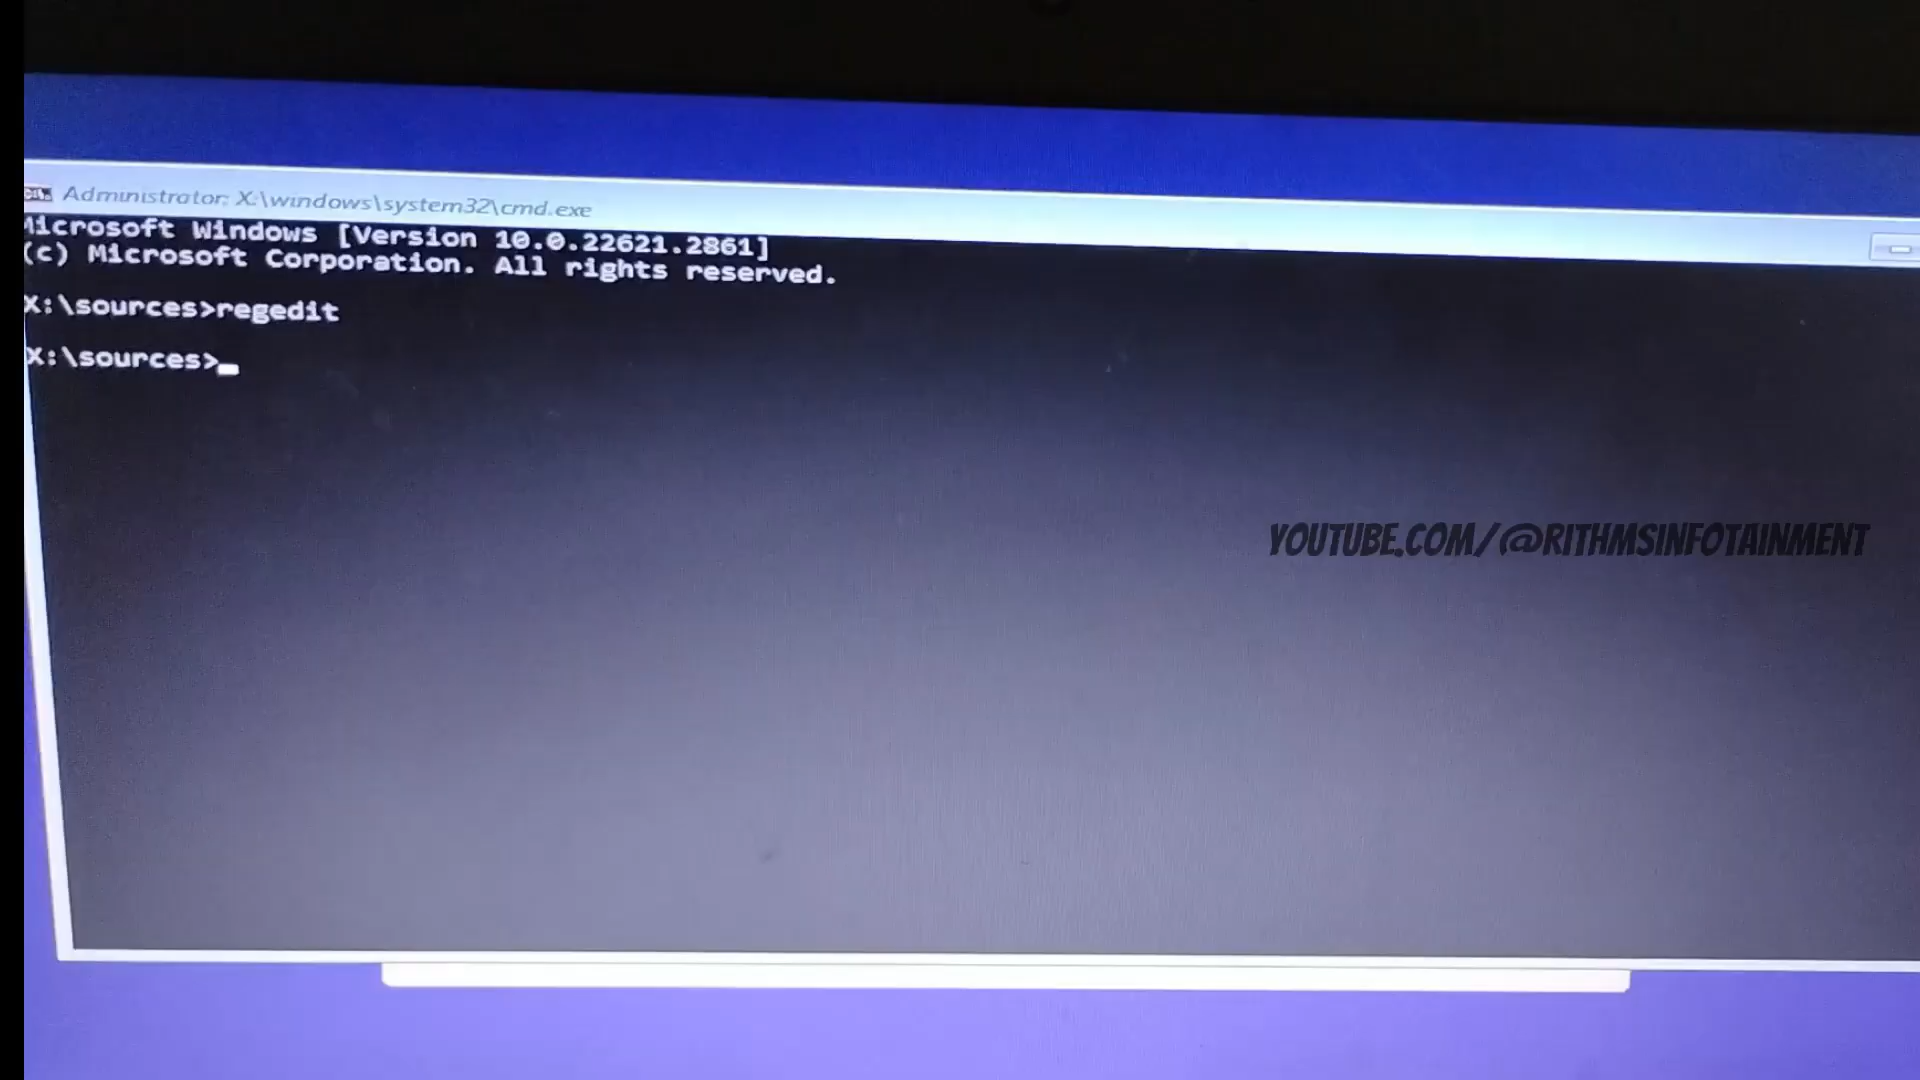 Administrator: X:\windows\system32\cmd.exe
Microsoft Windows [Version 10.0.22621.2861]
(c) Microsoft Corporation. All rights reserved.
X:\sources>regedit
X:\sources>
YOUTUBE.COM/@RITHMSINFOTAINMENT